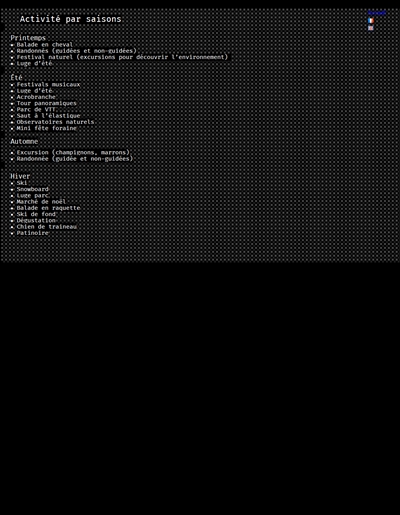 Activité par saisons
Printemps
Balade en cheval
Randonnés (guidées et non-guidées)
Festival naturel (excursions pour découvrir l'environnement)
Luge d'été
Été
Festivals musicaux
Luge d'été
Acrobranche
Tour panoramiques
Parc de VTT
Saut à l'élastique
Observatoires naturels
Mini fête foraine
Automne
Excursion (champignons, marrons)
Randonnée (guidée et non-guidées)
Hiver
Ski
Snowboard
Luge parc
Marché de noël
Balade en raquette
Ski de fond
Dégustation
Chien de traineau
Patinoire